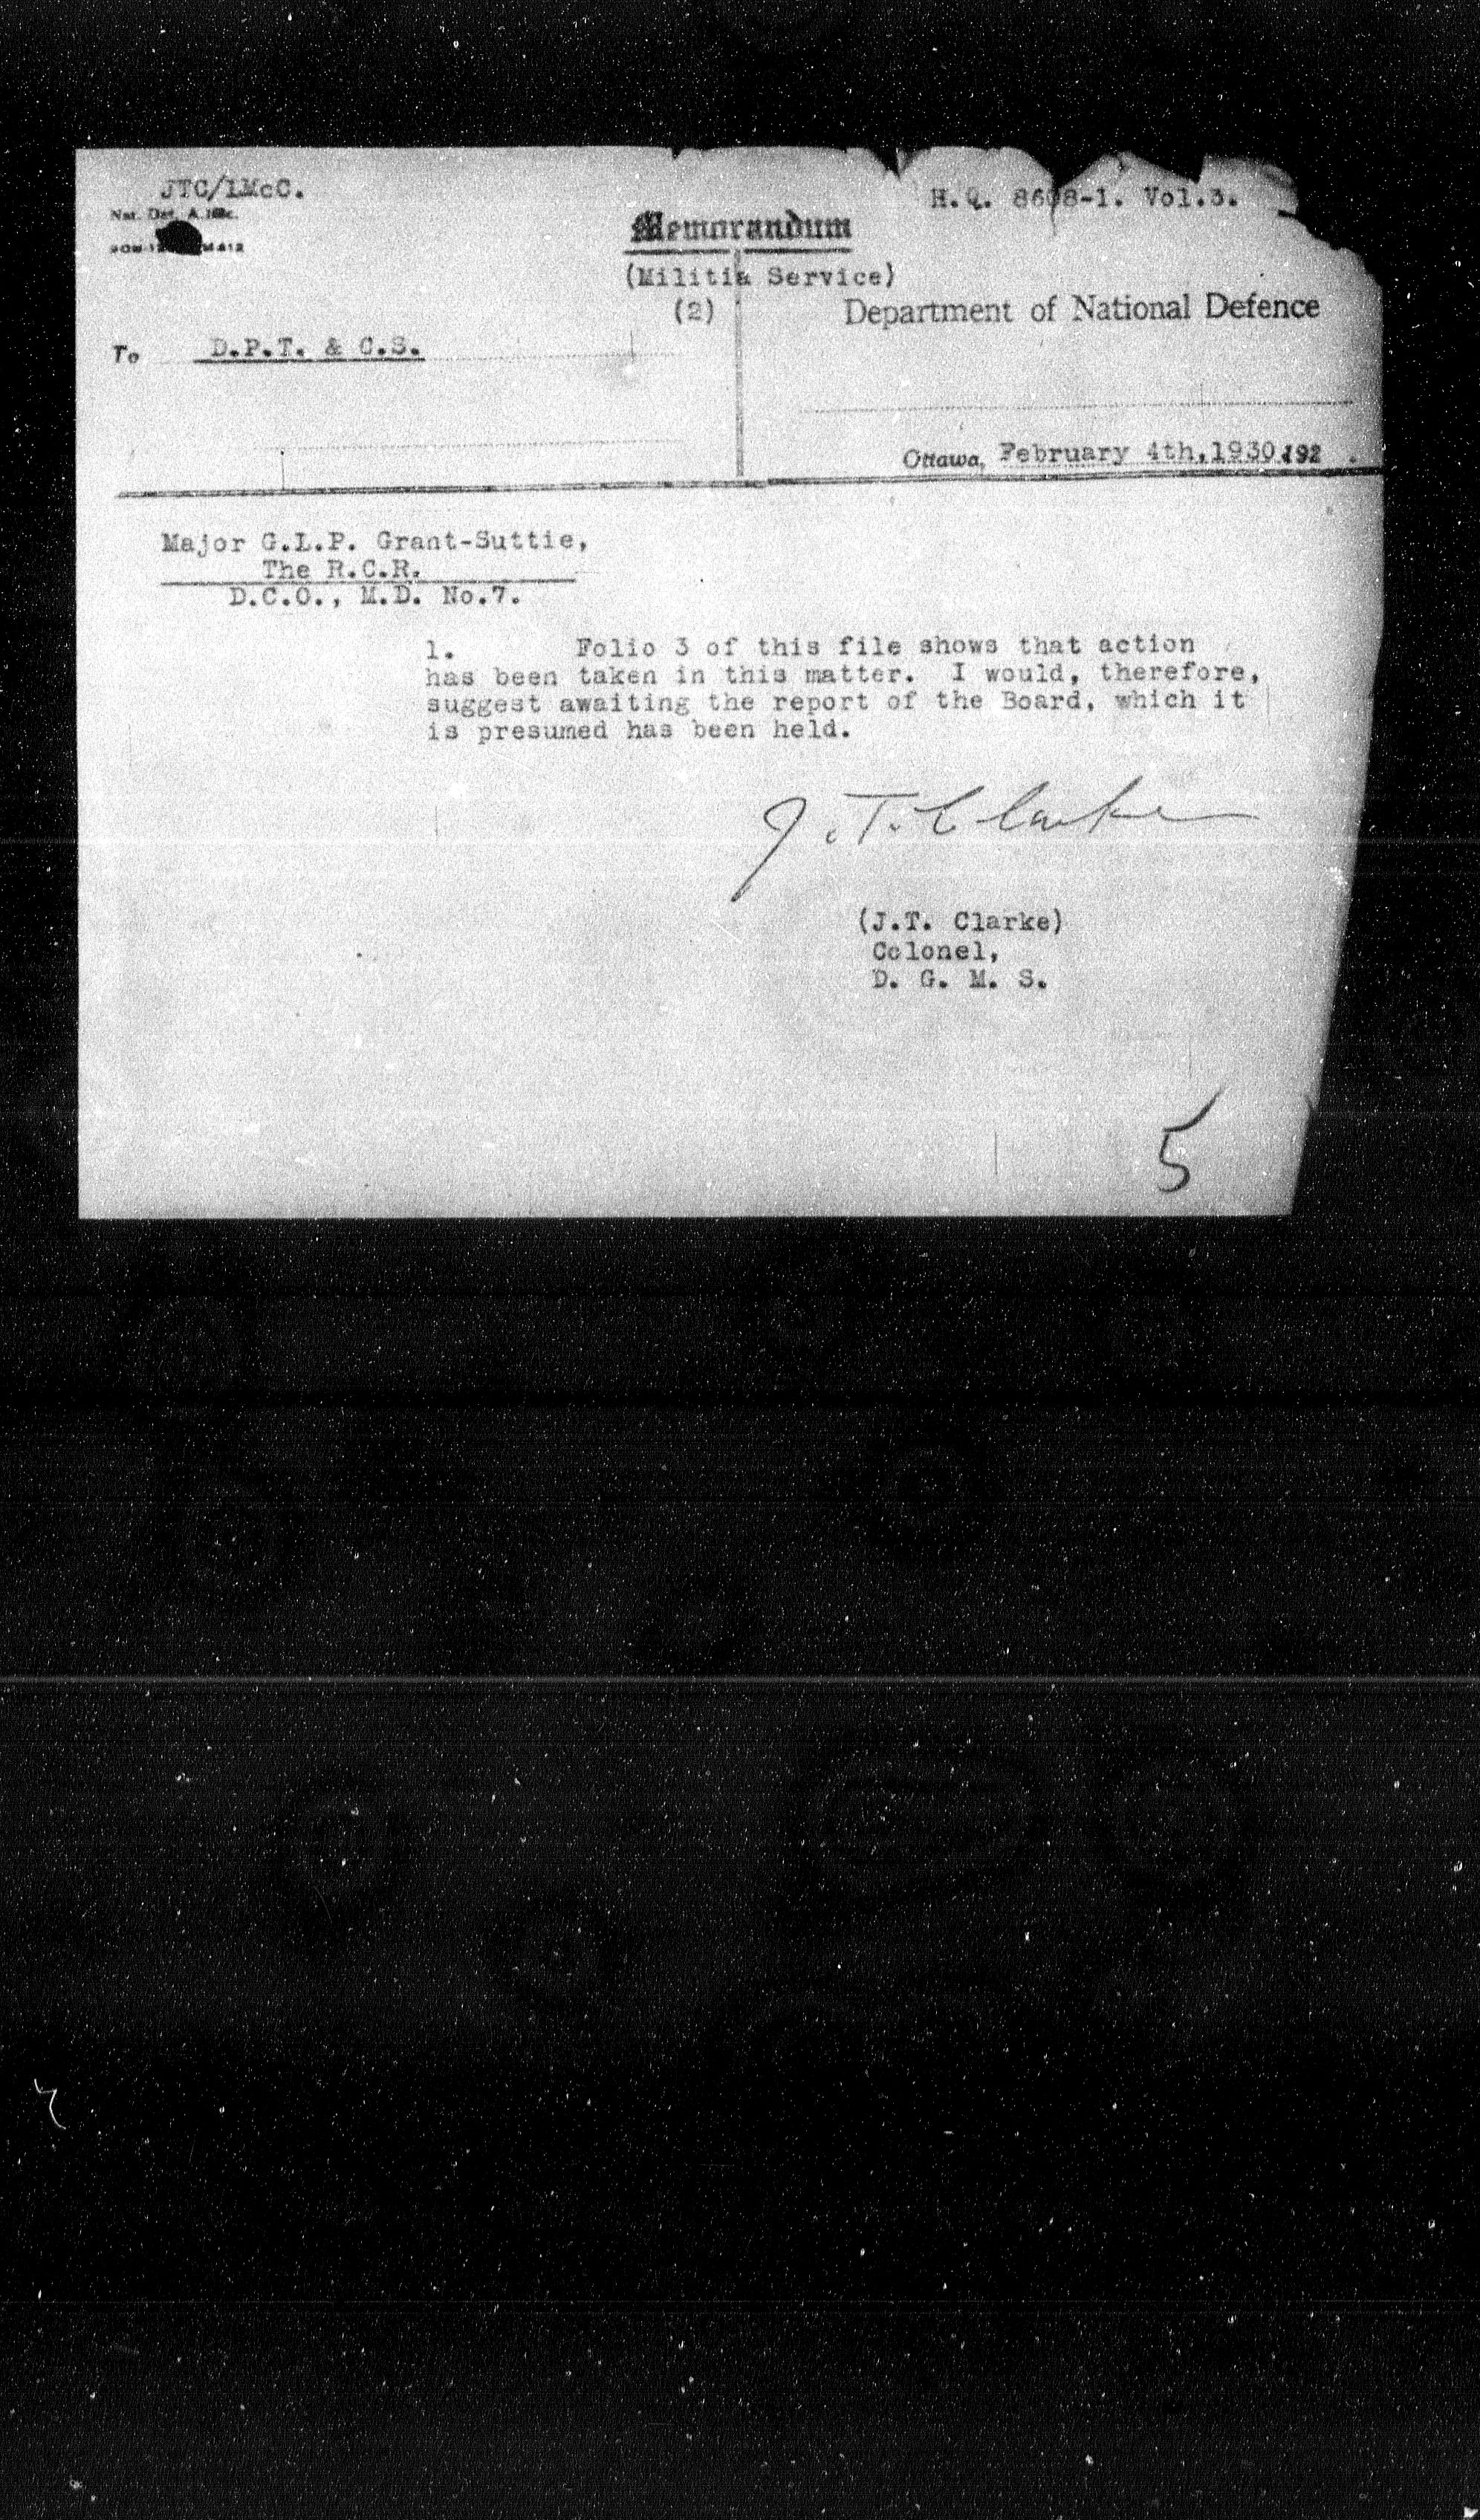 JTC/LMcC.
H.Q. 8608-1. Vol.3.
Nat. Def. A.
Memorandum
(Militia Service)
(2)
Department of National Defence
To D.P.T. & C.S.
Ottawa, February 4th,1930.192 .
Major G.L.P. Grant-Suttie,
The R.C.R.
D.C.O., M.D. No.7.
1. Folio 3 of this file shows that action
has been taken in this matter. I would, therefore,
suggest awaiting the report of the Board, which it
is presumed has been held.
J.T. Clarke
(J.T. Clarke)
Colonel,
D. G. M. S.
5